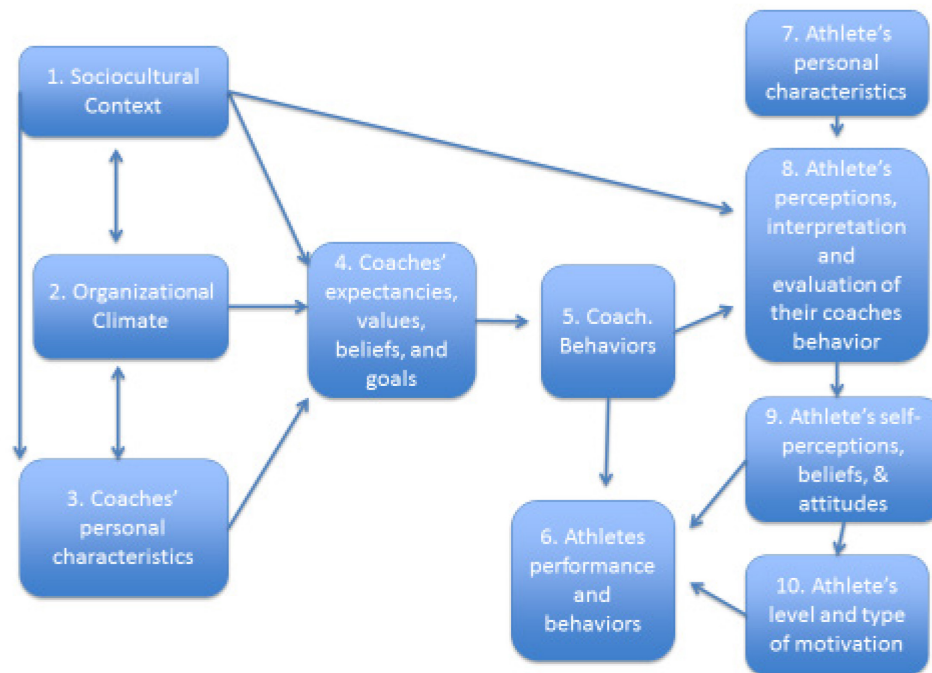 1. Sociocultural
Context
2. Organizational
Climate
3. Coaches'
personal
characteristics
4. Coaches'
expectancies,
values,
beliefs, and
goals
5. Coach.
Behaviors
6. Athletes
performance
and
behaviors
7. Athlete's
personal
characteristics
8. Athlete's
perceptions,
interpretation
and
evaluation of
their coaches
behavior
9. Athlete's self-
perceptions,
beliefs, &
attitudes
10. Athlete's
level and type
of motivation